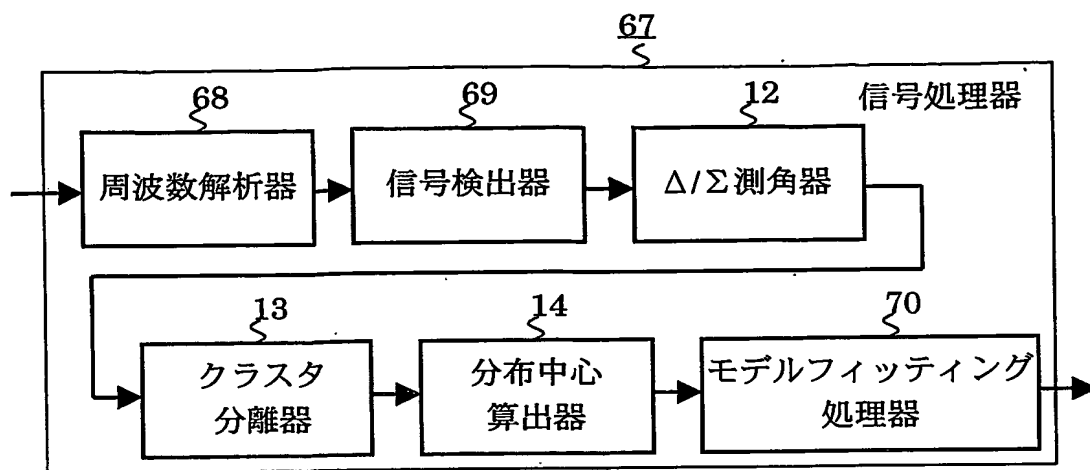 67
信号処理器
68
69
12
周波数解析器
信号検出器
Δ/Σ測角器
13
14
70
クラスタ
分離器
分布中心
算出器
モデルフィッティング
処理器